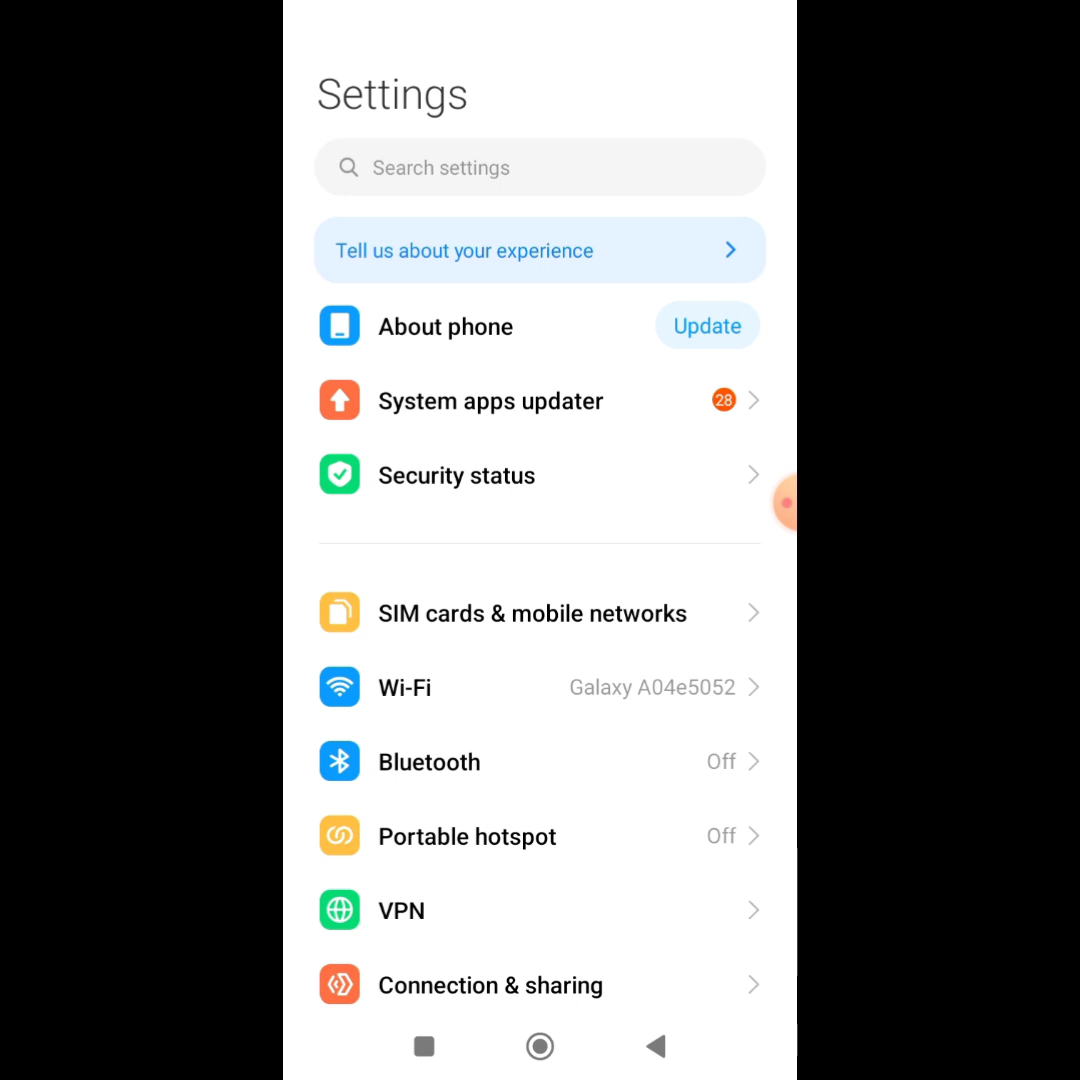 Settings
Search settings
Tell us about your experience
About phone Update
System apps updater 28
Security status
SIM cards & mobile networks
Wi-Fi Galaxy A04e5052
Bluetooth Off
Portable hotspot Off
VPN
Connection & sharing